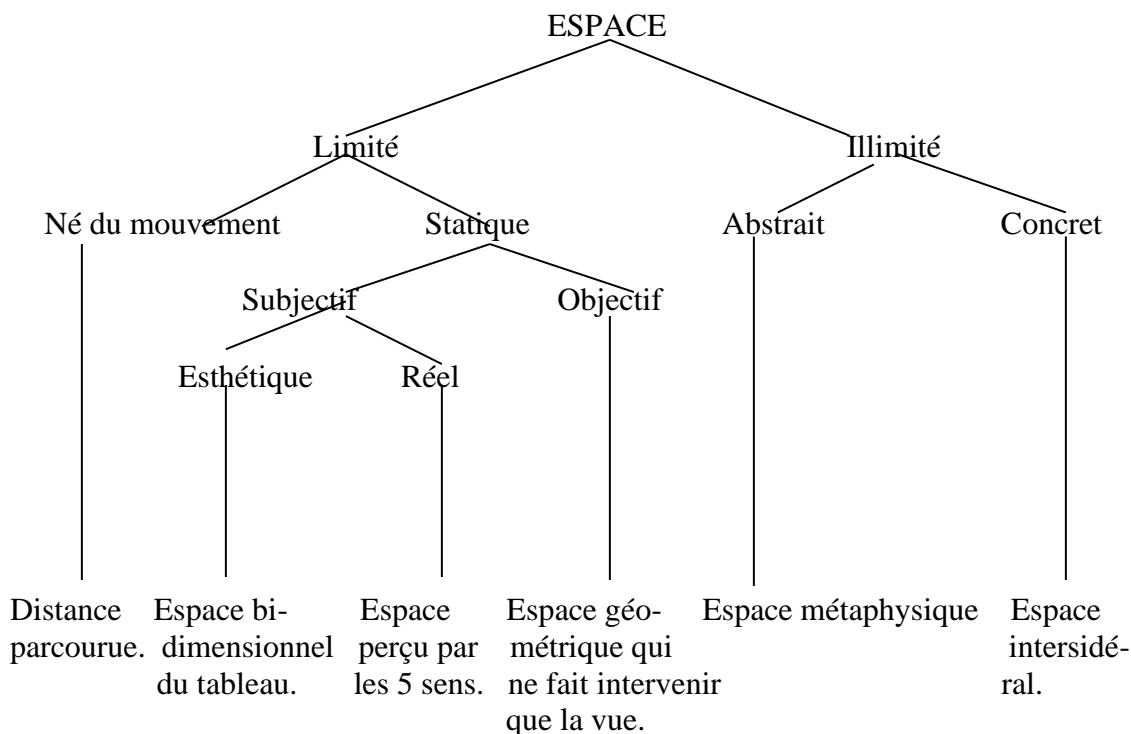 ESPACE
Limité Illimité
Né du mouvement Statique Abstrait Concret
Subjectif Objectif
Esthétique Réel
Distance Espace bi- Espace Espace géo- Espace métaphysique Espace
parcourue. dimensionnel perçu par métrique qui intersidé-
du tableau. les 5 sens. ne fait intervenir ral.
que la vue.